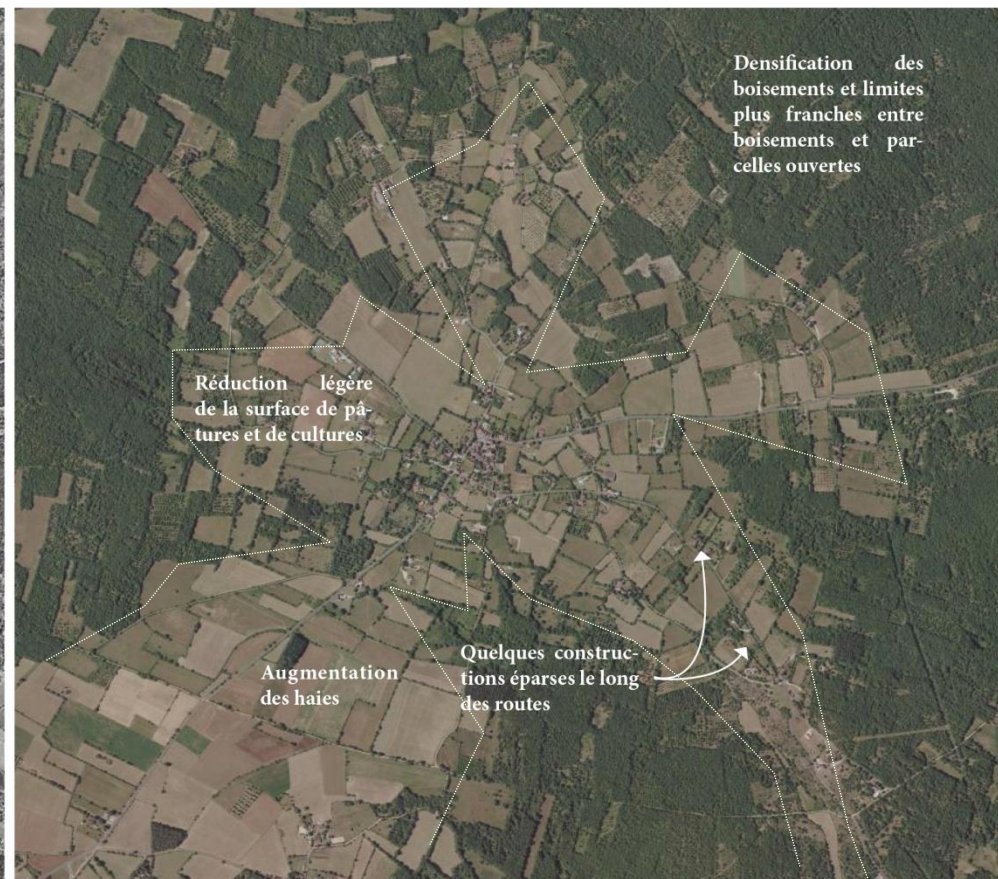 Densification des
boisements et limites
plus franches entre
boisements et par-
celles ouvertes
Réduction légère
de la surface de pâ-
tures et de cultures
Augmentation
des haies
Quelques construc-
tions éparses le long
des routes